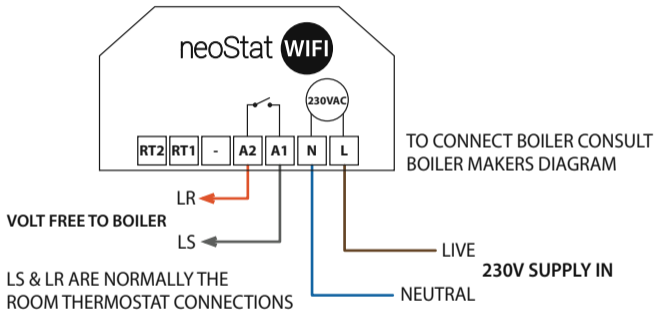 neoStat WIFI
230VAC
RT2 RT1 - A2 A1 N L
TO CONNECT BOILER CONSULT
BOILER MAKERS DIAGRAM
LR
VOLT FREE TO BOILER
LS
LIVE
230V SUPPLY IN
NEUTRAL
LS & LR ARE NORMALLY THE
ROOM THERMOSTAT CONNECTIONS